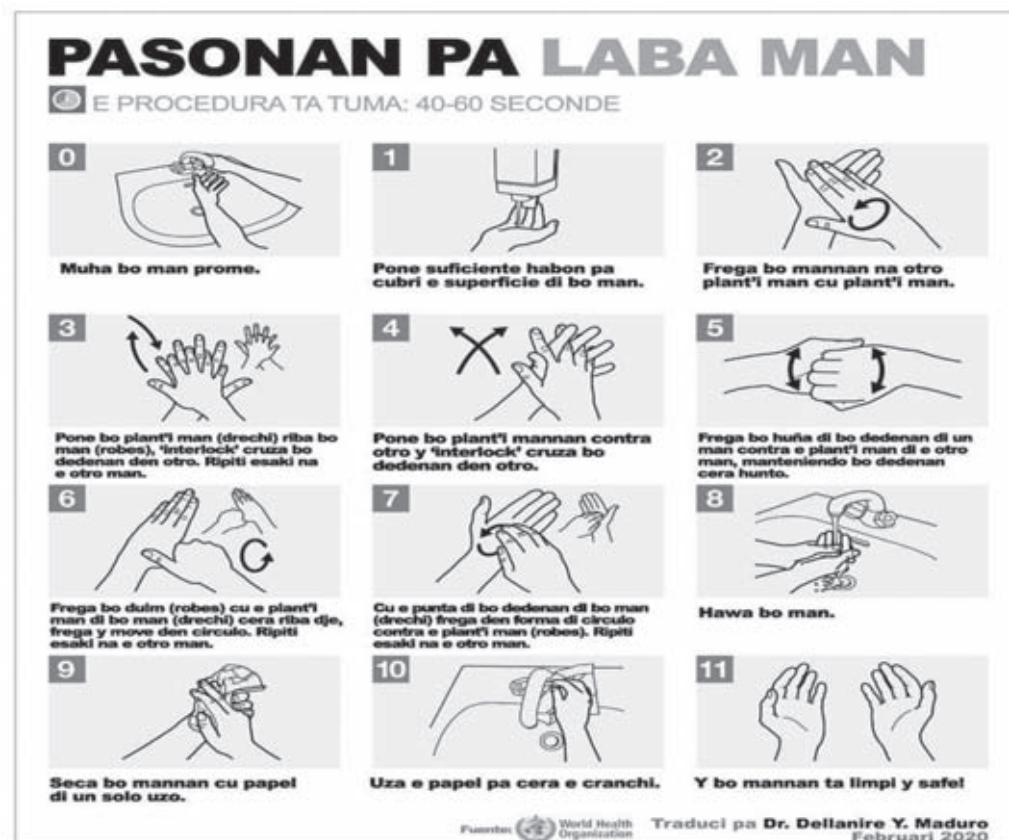 PASONAN PA LABA MAN
E PROCEDURA TA TUMA: 40-60 SECONDE
0
Muha bo man prome.
1
Pone suficiente habon pa
cubri e superficie di bo man.
2
Frega bo mannan na otro
plant'i man cu plant'i man.
3
Pone bo plant'i man (drechi) riba bo
man (robes), 'interlock' cruza bo
dedenan den otro. Ripiti esaki na
e otro man.
4
Pone bo plant'i mannan contra
otro y 'interlock' cruza bo
dedenan den otro.
5
Frega bo huña di bo dedenan di un
man contra e plant'i man di e otro
man, manteniendo bo dedenan
cera hunto.
6
Frega bo duim (robes) cu e plant'i
man di bo man (drechi) cera riba dje,
frega y move den circulo. Ripiti
esaki na e otro man.
7
Cu e punta di bo dedenan di bo man
(drechi) frega den forma di circulo
contra e plant'i man (robes). Ripiti
esaki na e otro man.
8
Hawa bo man.
9
Seca bo mannan cu papel
di un solo uzo.
10
Uza e papel pa cera e cranchi.
11
Y bo mannan ta limpi y safe!
Fuente: World Health
Organization
Traduci pa Dr. Dellanire Y. Maduro
Februari 2020